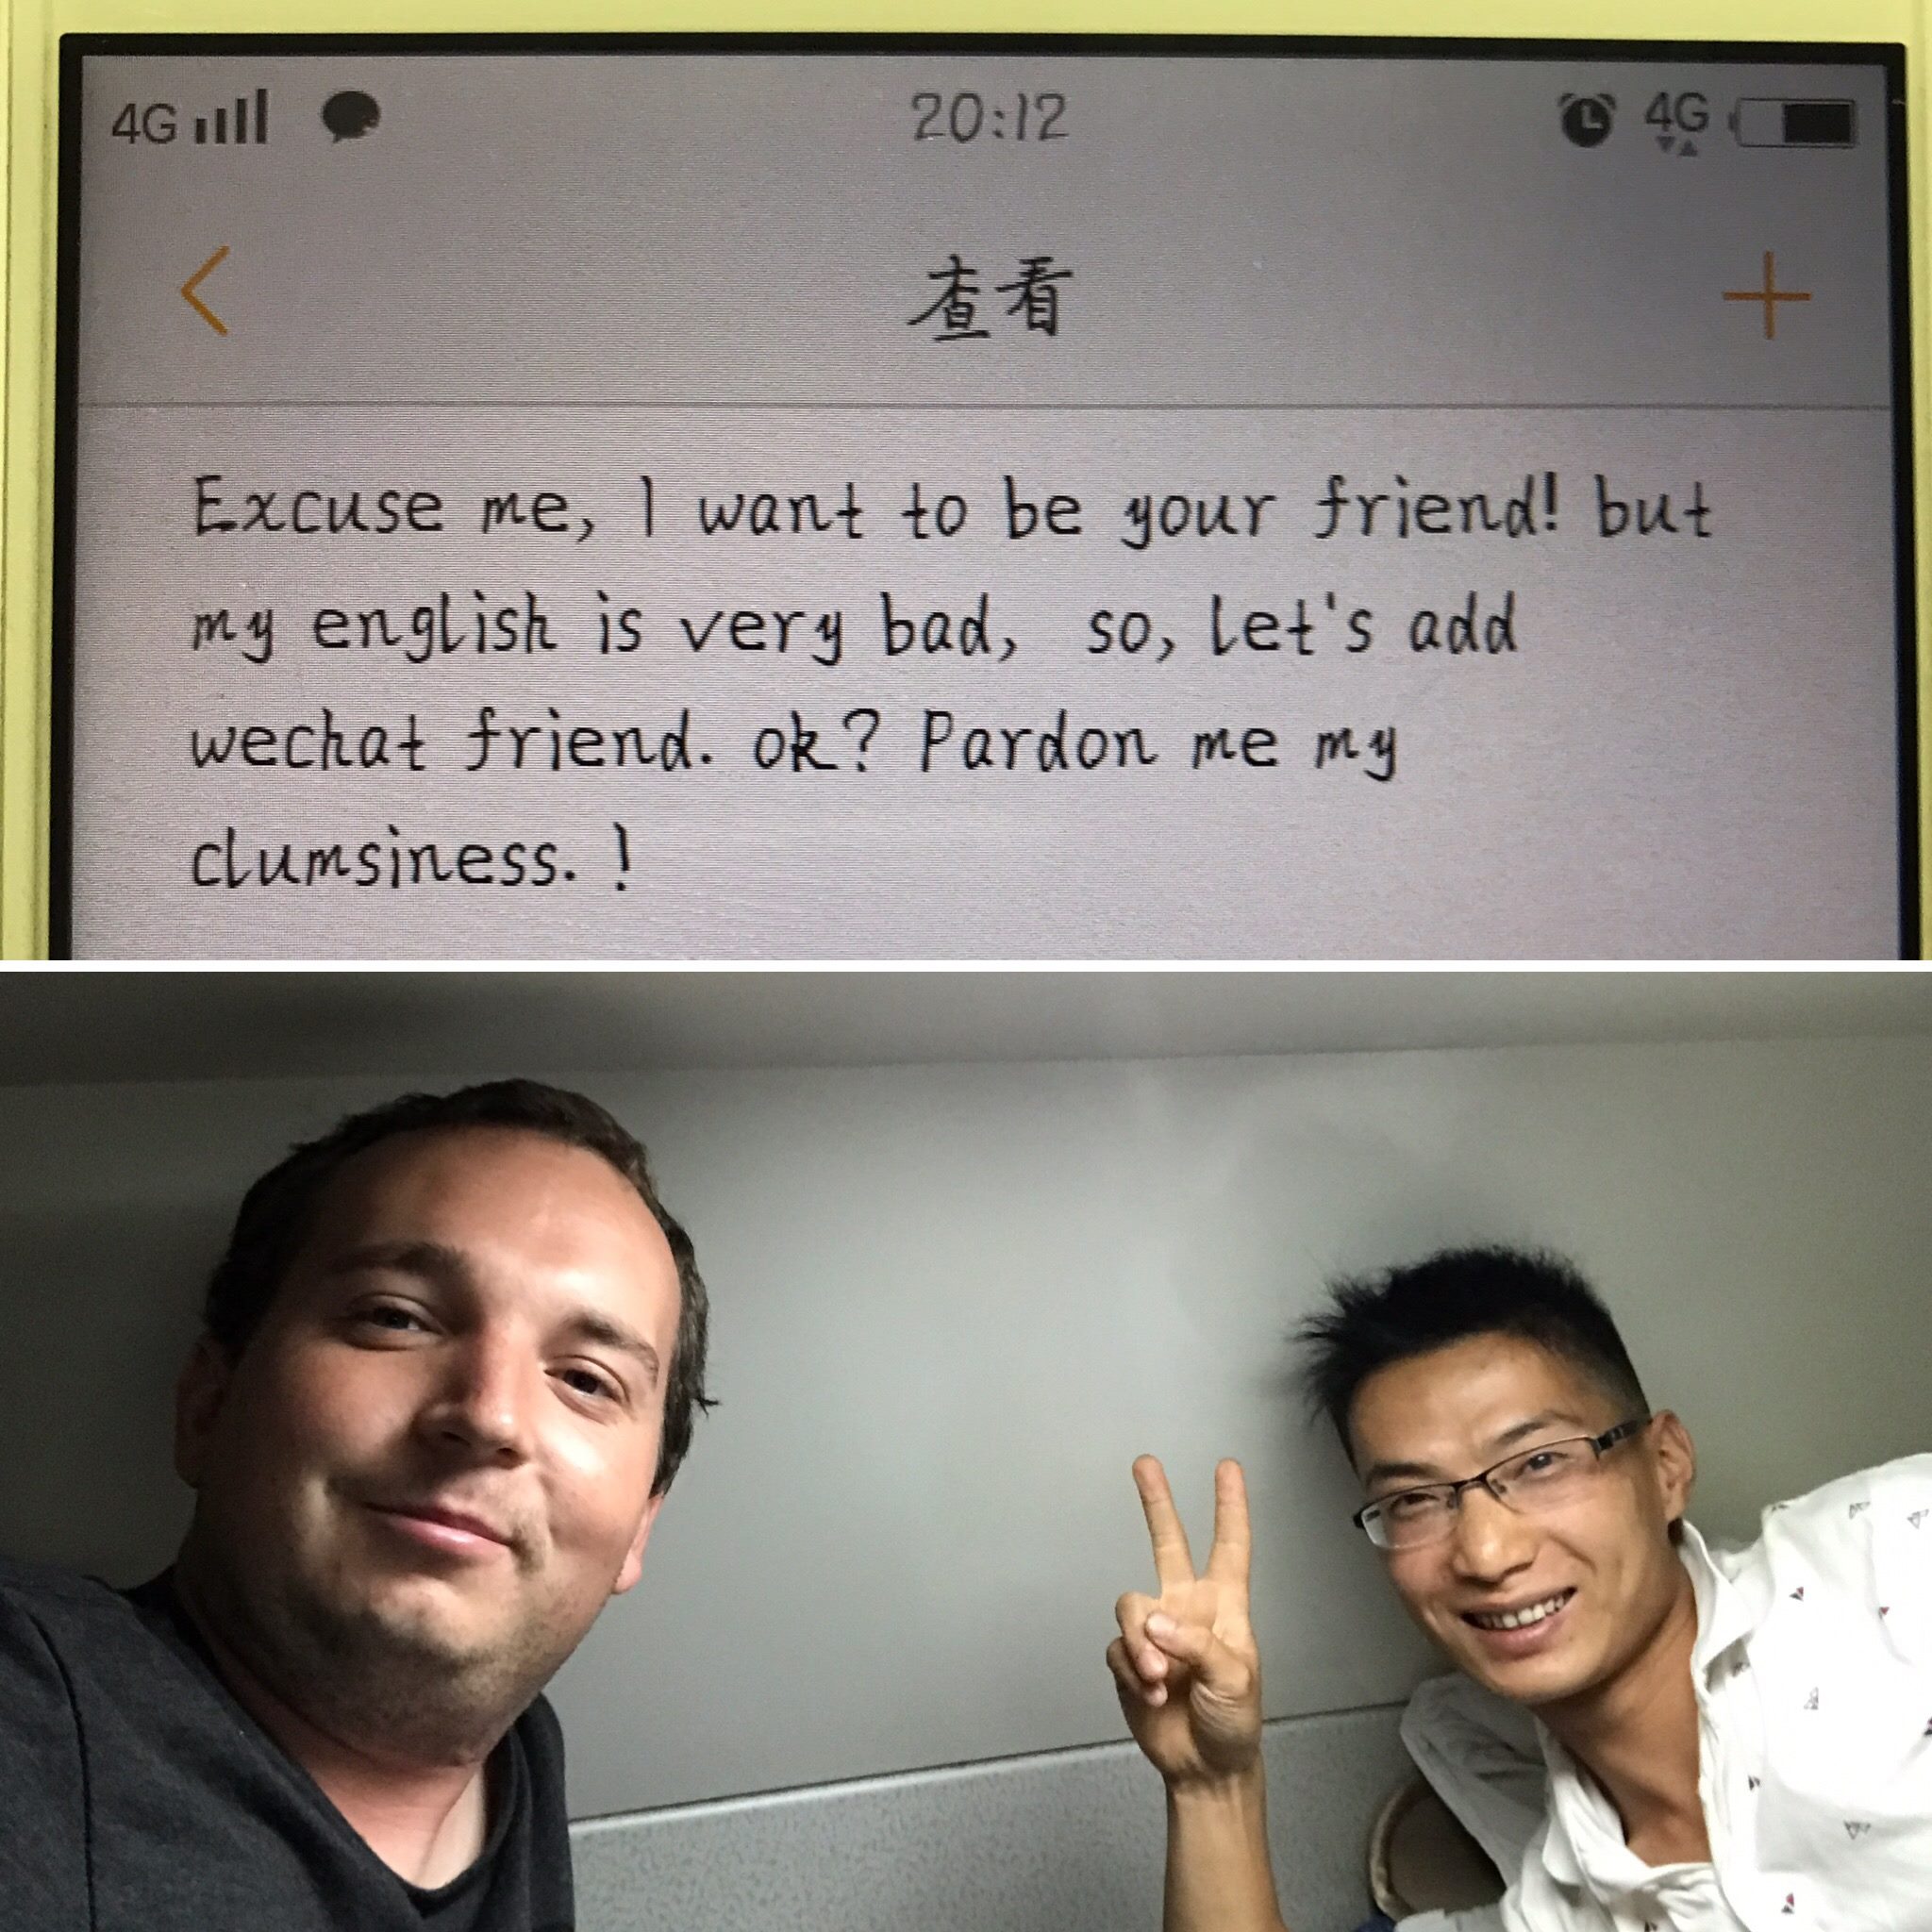 4G 20:12 4G
查看
Excuse me, I want to be your friend! but
my english is very bad, so, let's add
wechat friend. ok? Pardon me my
clumsiness. !